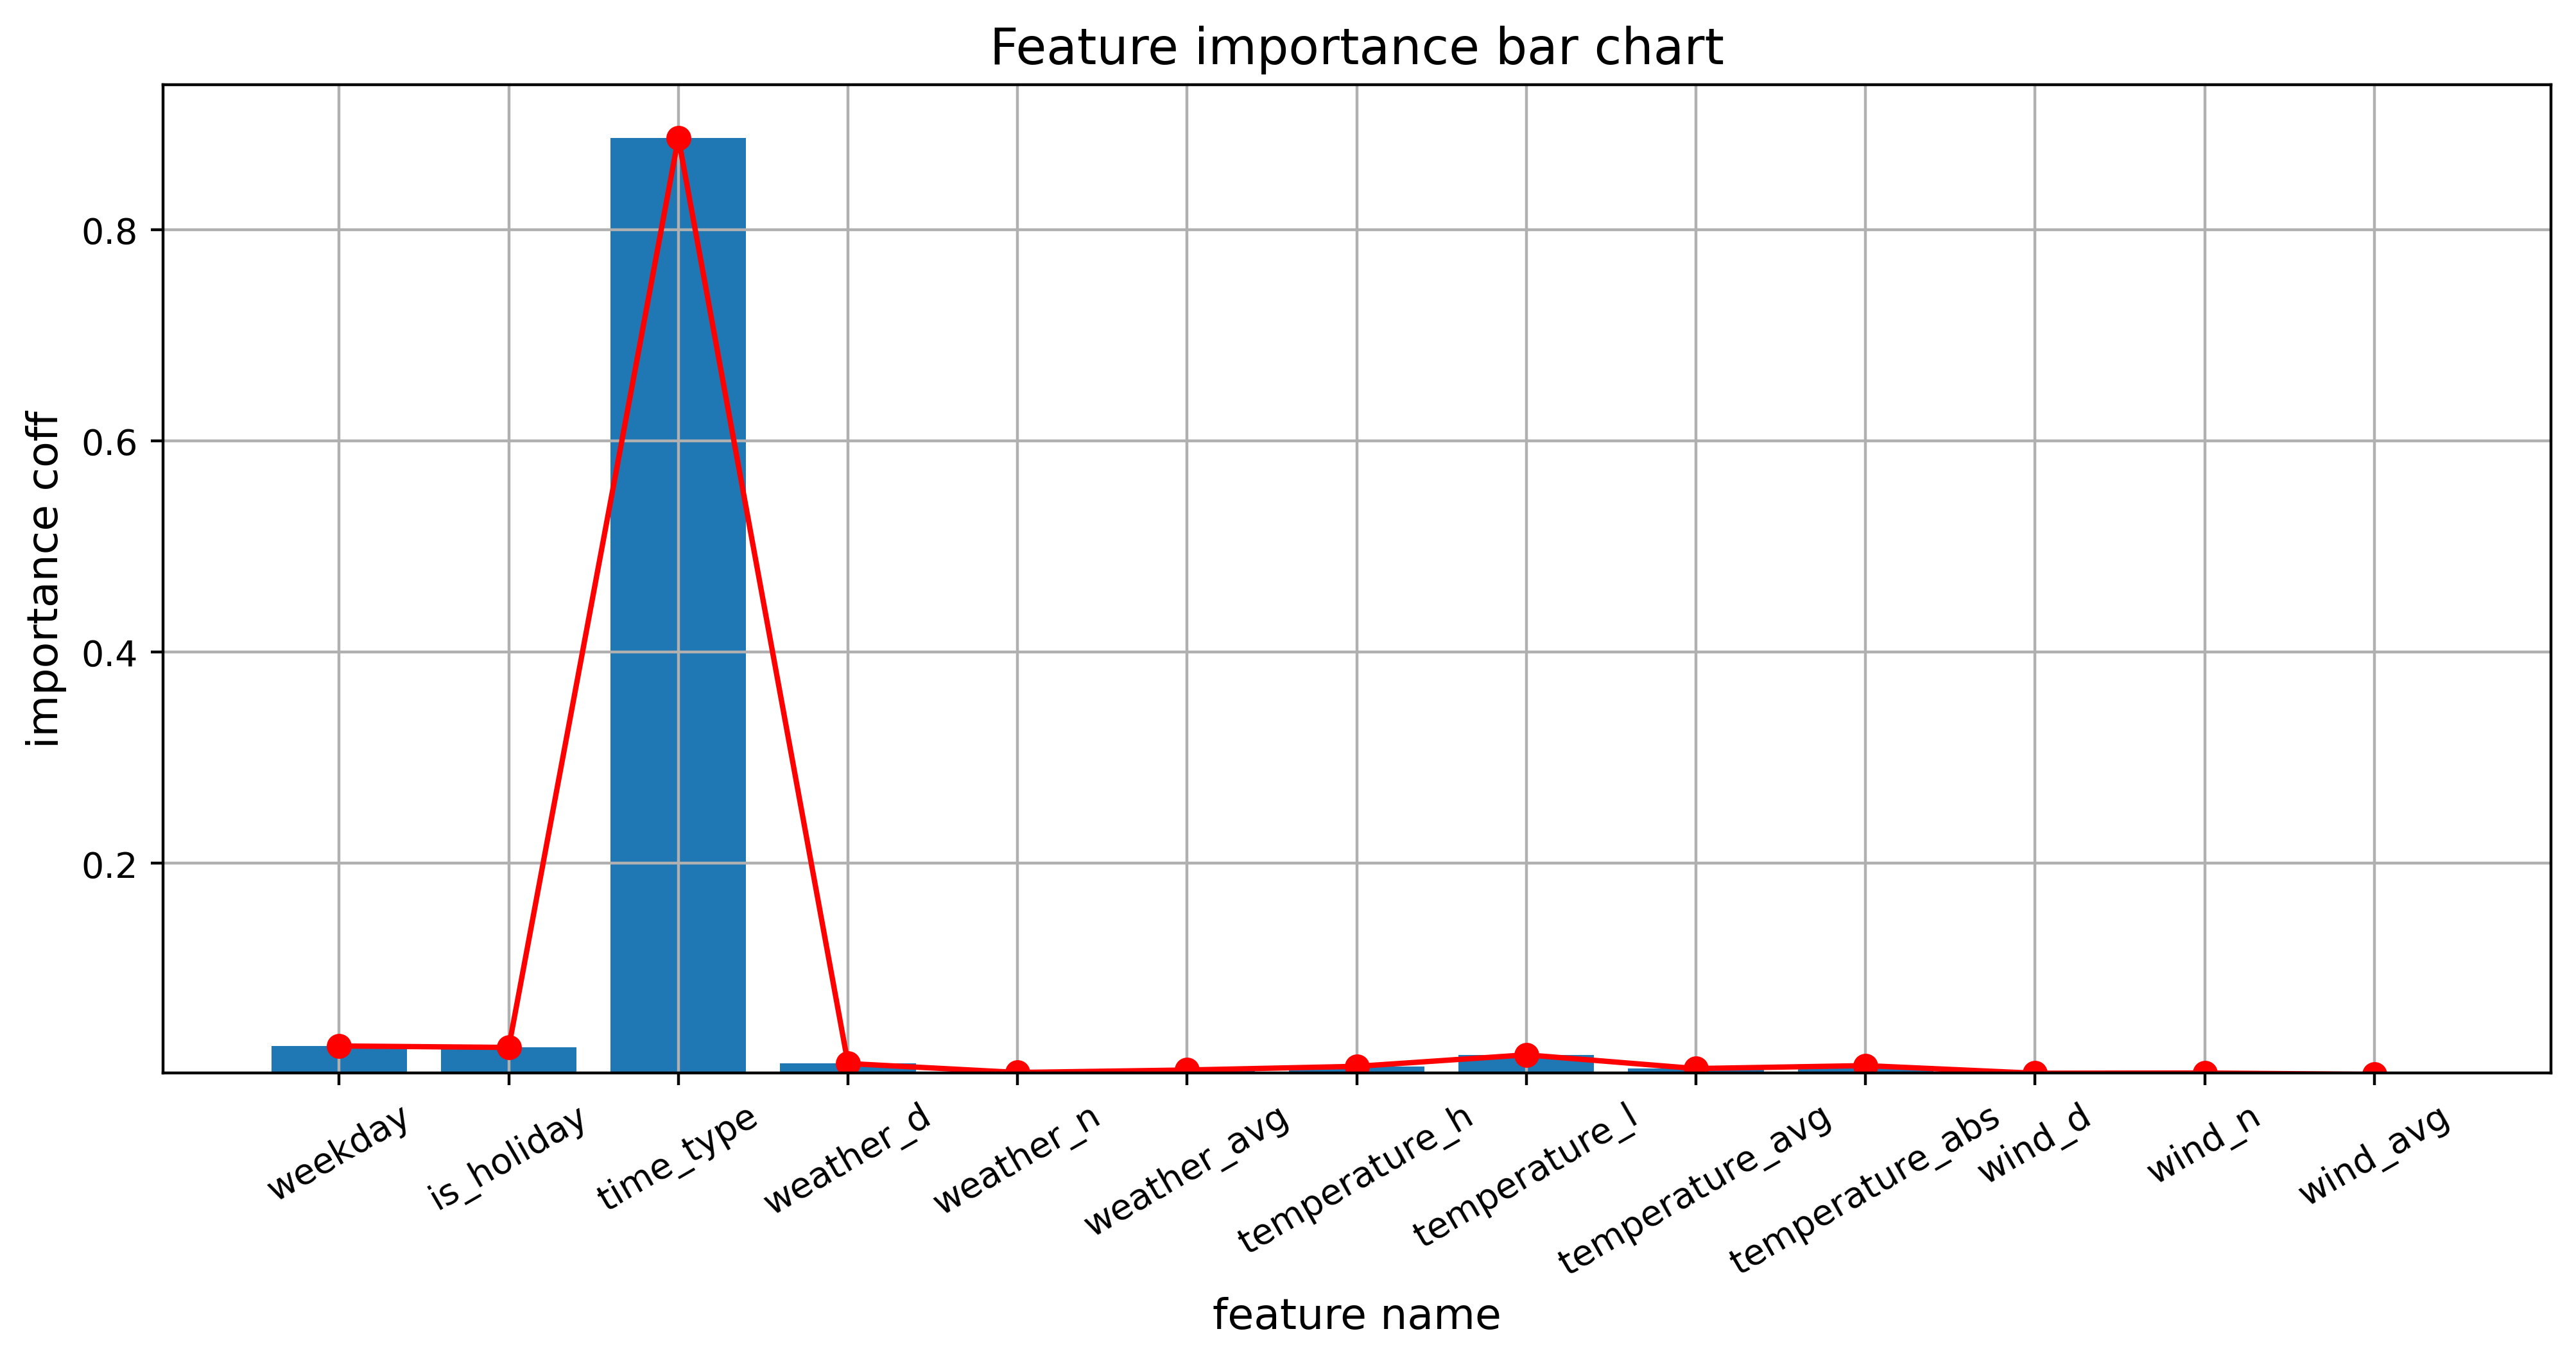 Feature importance bar chart
importance coff
0.8
0.6
0.4
0.2
weekday
is_holiday
time_type
weather_d
weather_n
weather_avg
temperature_h
temperature_l
temperature_avg
temperature_abs
wind_d
wind_n
wind_avg
feature name